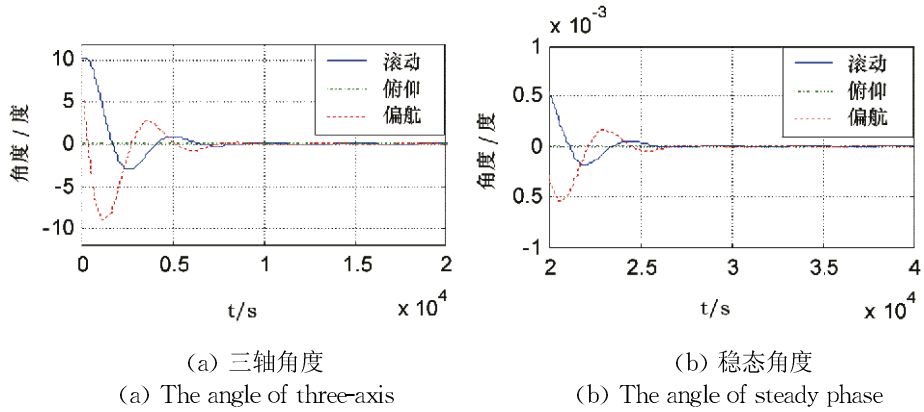 10
5
0
-5
-10
角度 / 度
滚动
俯仰
偏航
0
0.5
1
1.5
2
t/s
x 10^4
(a) 三轴角度
(a) The angle of three-axis
x 10^-3
1
0.5
0
0.5
-1
角度 / 度
滚动
俯仰
偏航
2
2.5
3.0
3.5
4.0
t/s
x 10^4
(b) 稳态角度
(b) The angle of steady phase